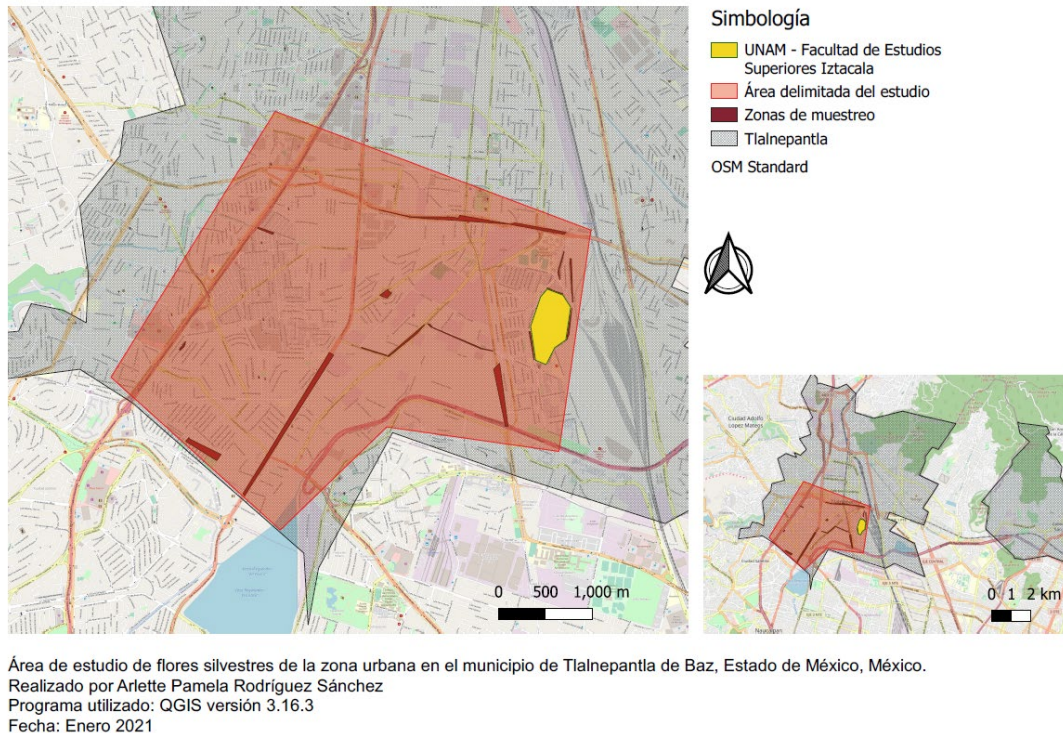 Simbología
UNAM - Facultad de Estudios
Superiores Iztacala
Área delimitada del estudio
Zonas de muestreo
Tlalnepantla
OSM Standard
0 500 1,000 m
Ciudad Adolfo
López Mateos
Naucalpan
0 1 2 km
Área de estudio de flores silvestres de la zona urbana en el municipio de Tlalnepantla de Baz, Estado de México, México.
Realizado por Arlette Pamela Rodríguez Sánchez
Programa utilizado: QGIS versión 3.16.3
Fecha: Enero 2021